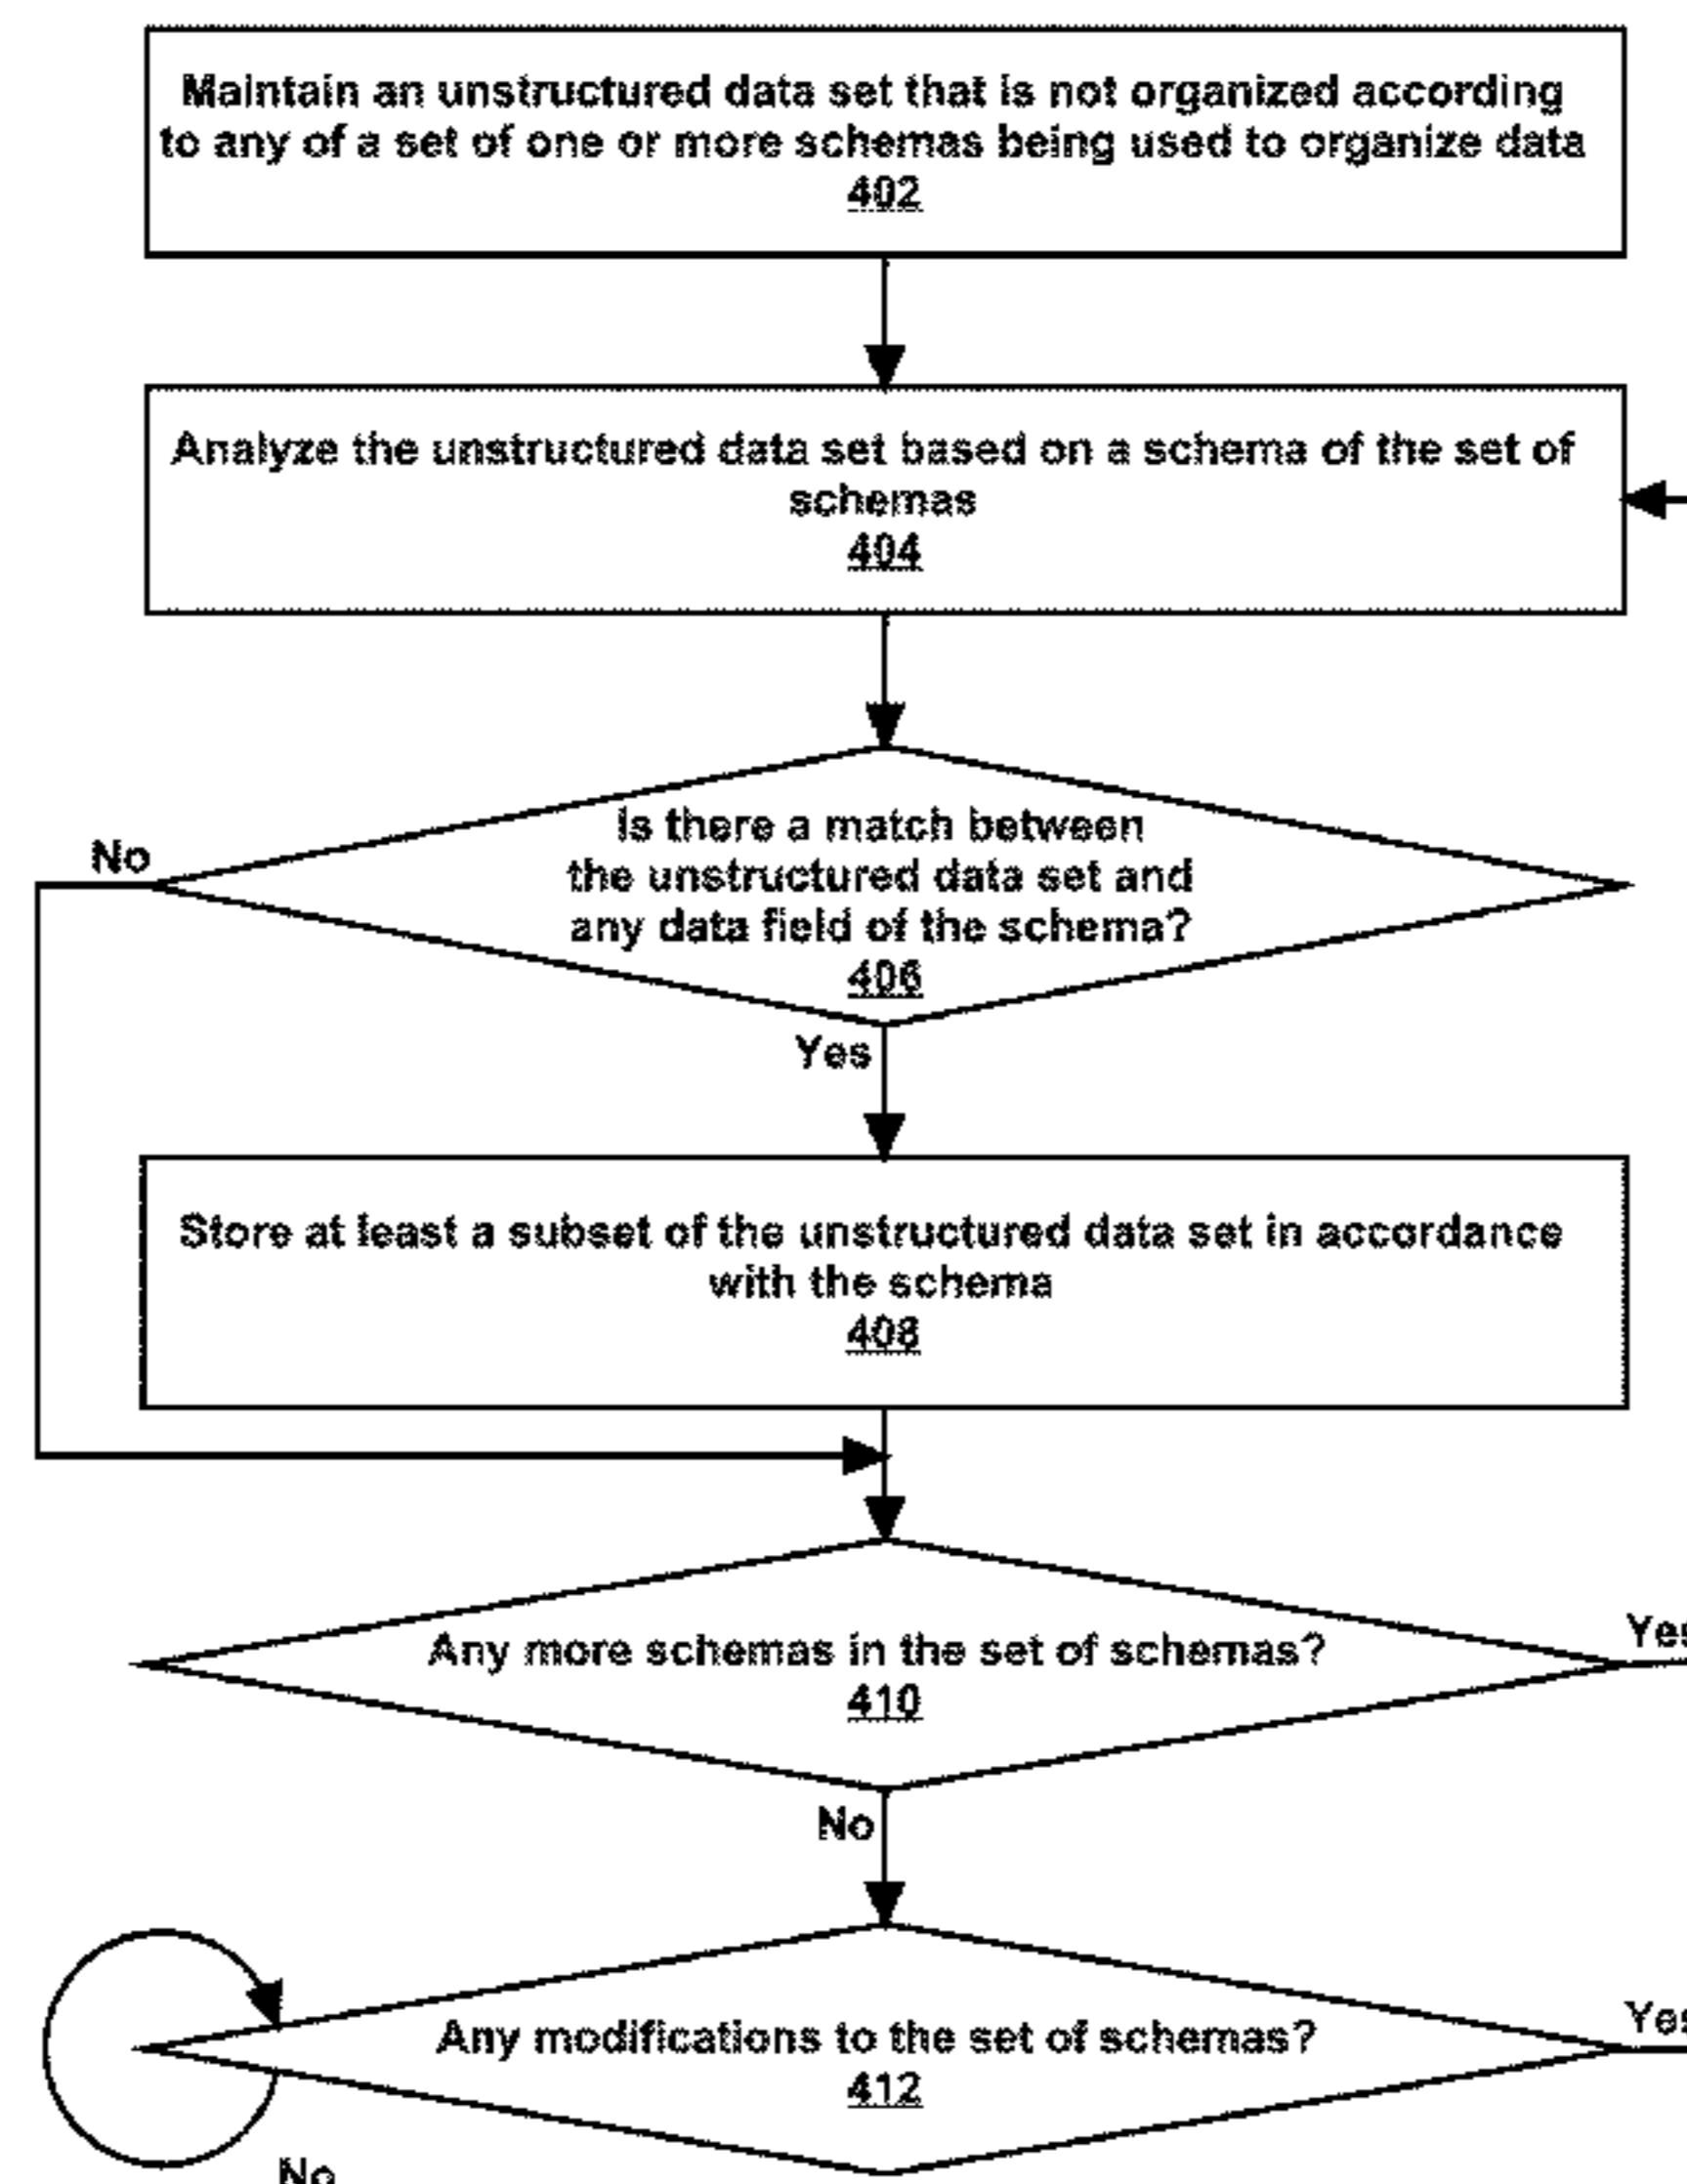 Maintain an unstructured data set that is not organized according
to any of a set of one or more schemas being used to organize data
402
Analyze the unstructured data set based on a schema of the set of
schemas
404
Is there a match between
the unstructured data set and
any data field of the schema?
406
No
Yes
Store at least a subset of the unstructured data set in accordance
with the schema
408
Any more schemas in the set of schemas?
410
Yes
No
Any modifications to the set of schemas?
412
Yes
No